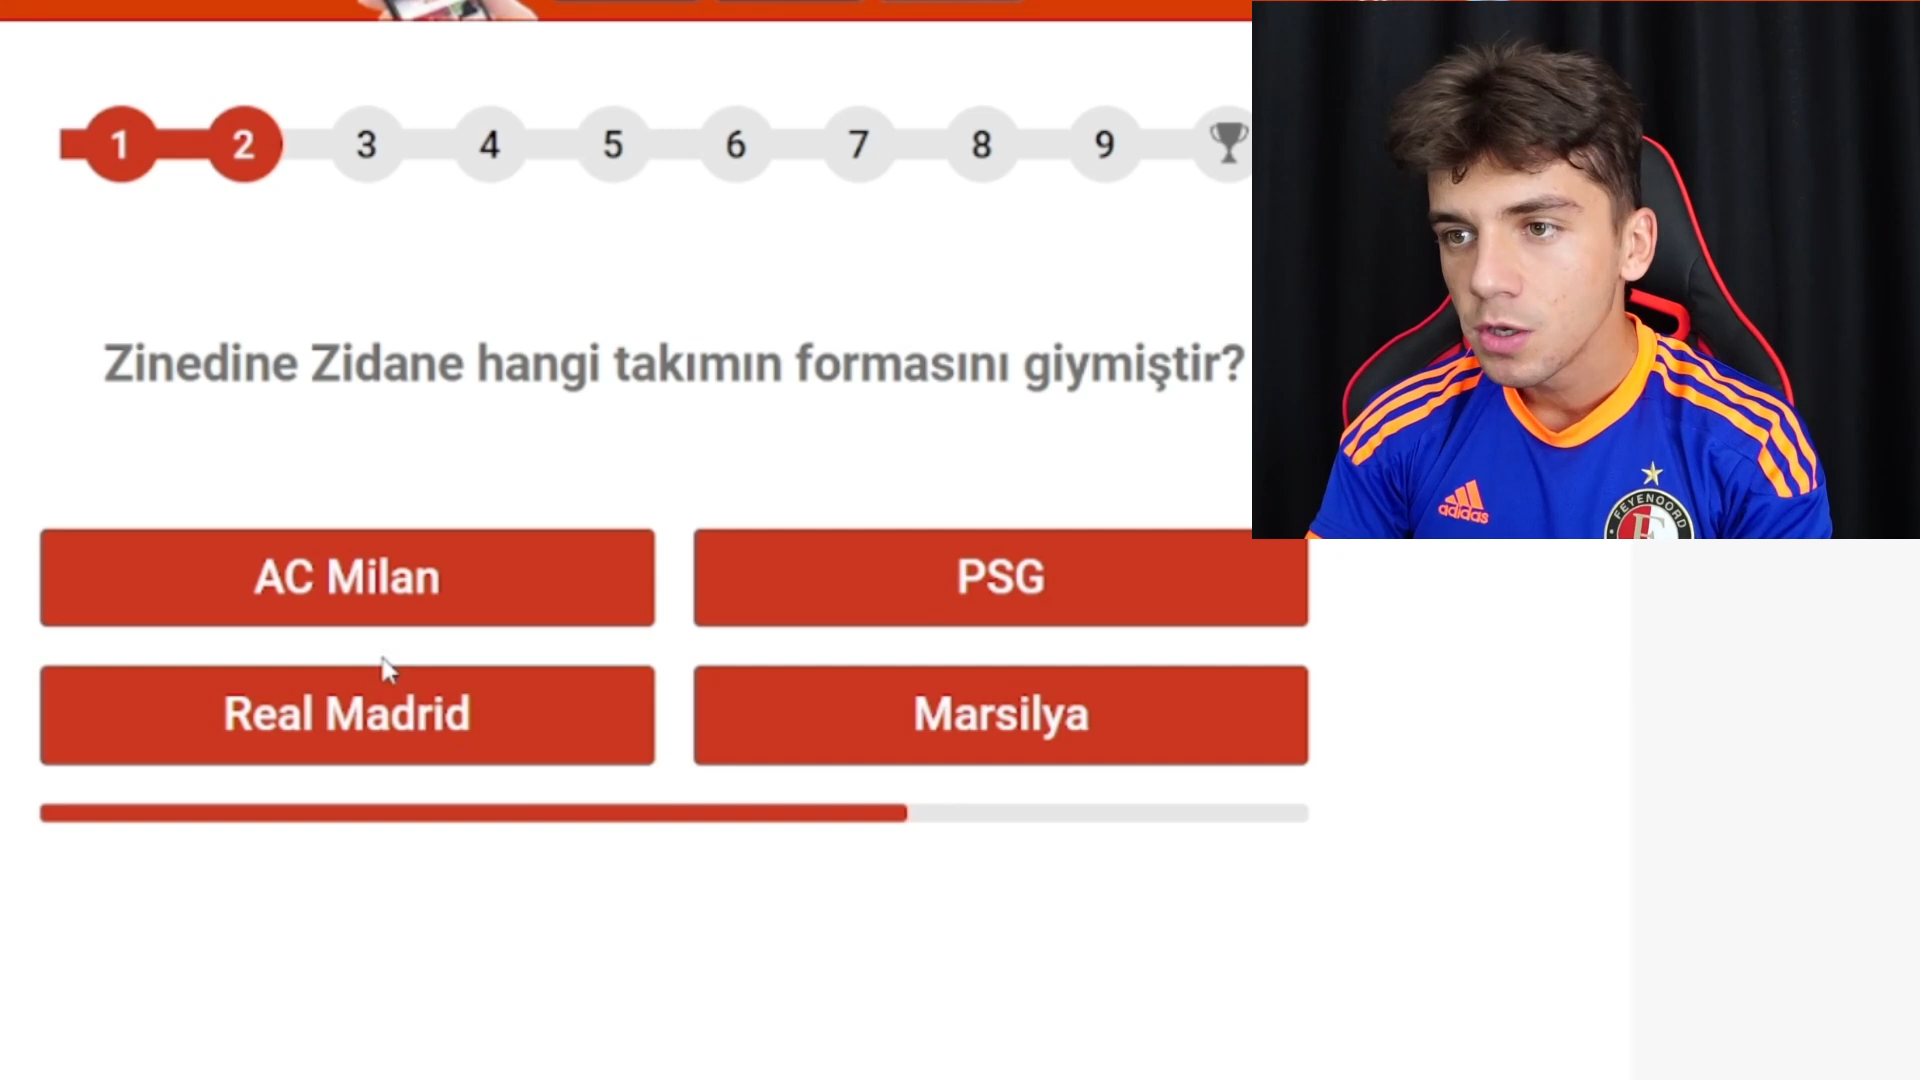 1 2 3 4 5 6 7 8 9
Zinedine Zidane hangi takımın formasını giymiştir?
AC Milan
PSG
Real Madrid
Marsilya
adidas
FEYENOORD
F